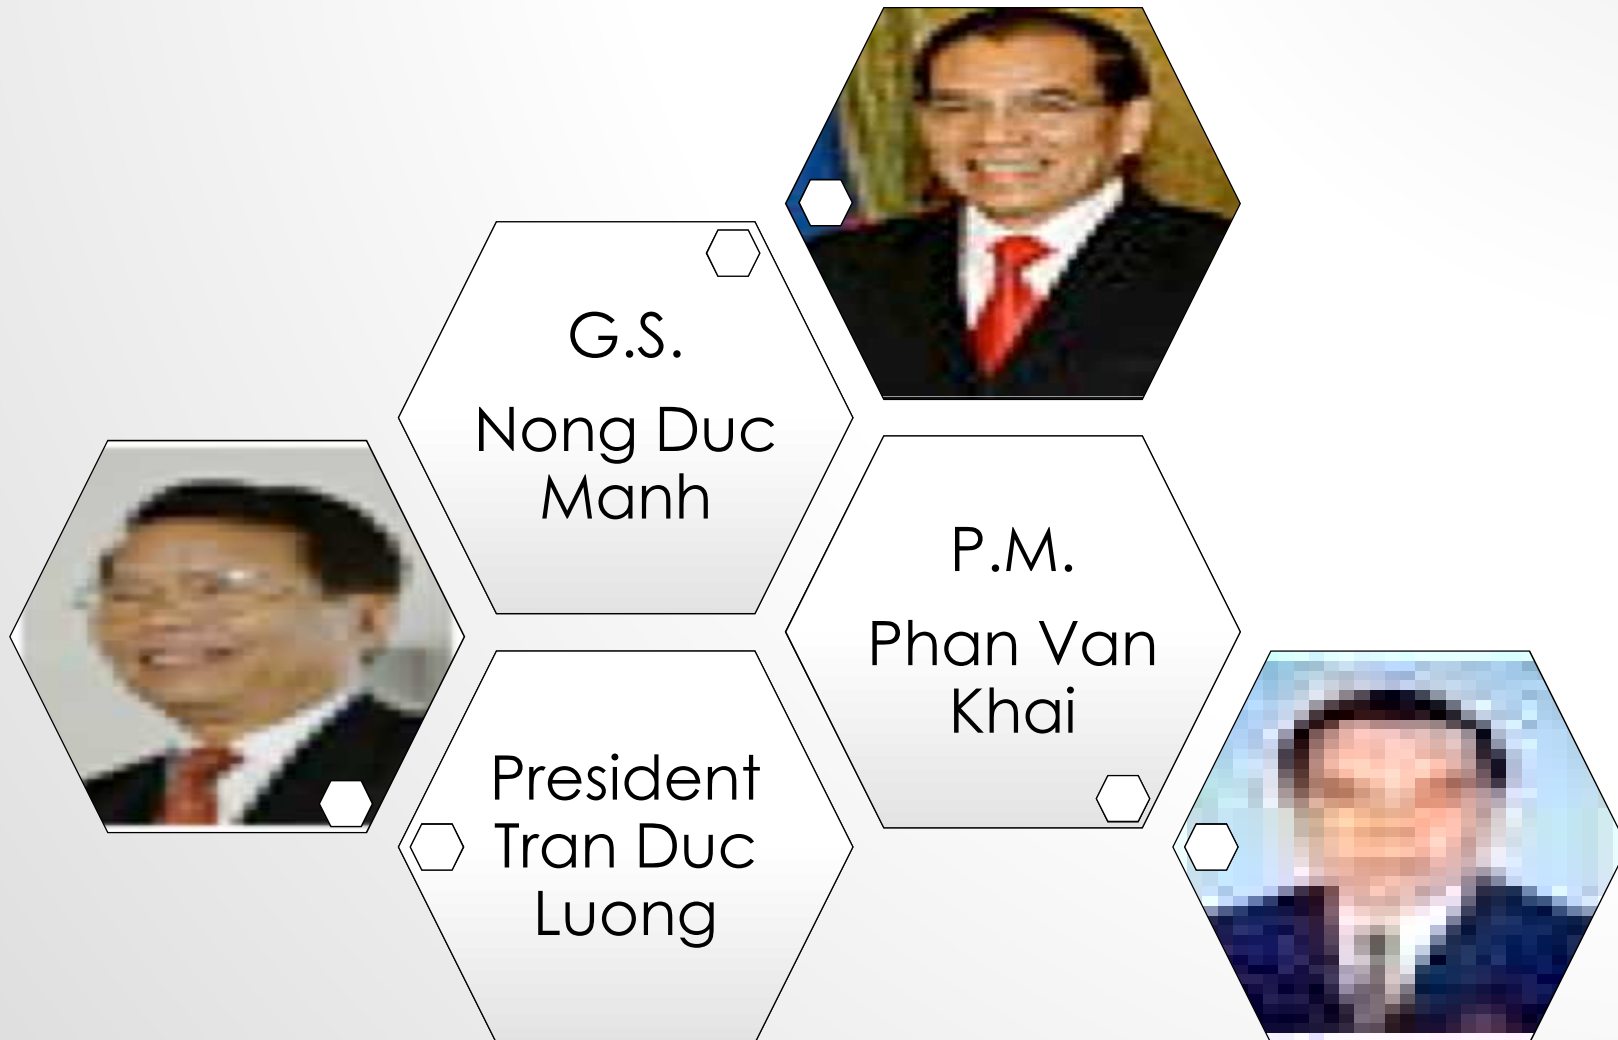 G.S.
Nong Duc
Manh
P.M.
Phan Van
Khai
President
Tran Duc
Luong